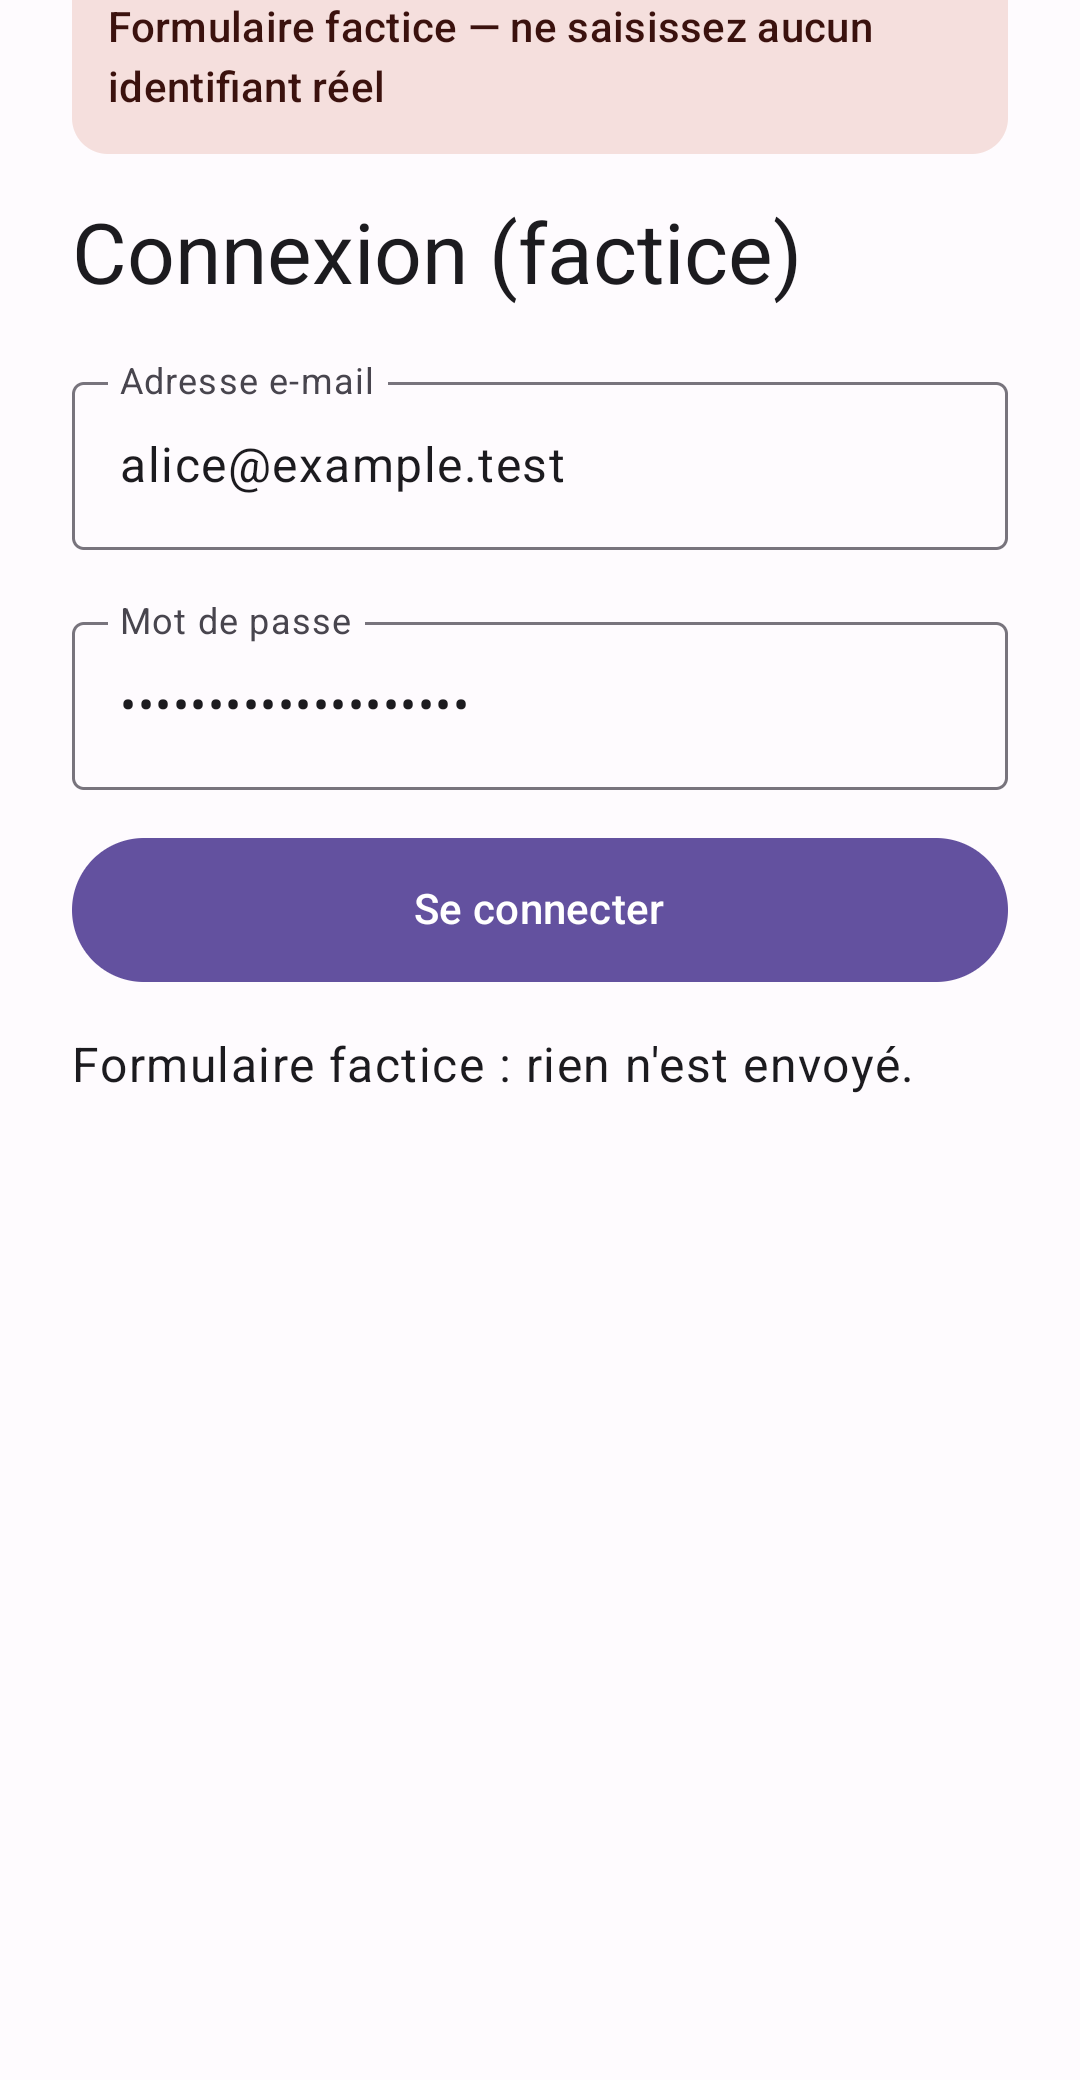 Formulaire factice — ne saisissez aucun
identifiant réel
Connexion (factice)
Adresse e-mail
alice@example.test
Mot de passe
••••••••••••••••••••
Se connecter
Formulaire factice : rien n'est envoyé.